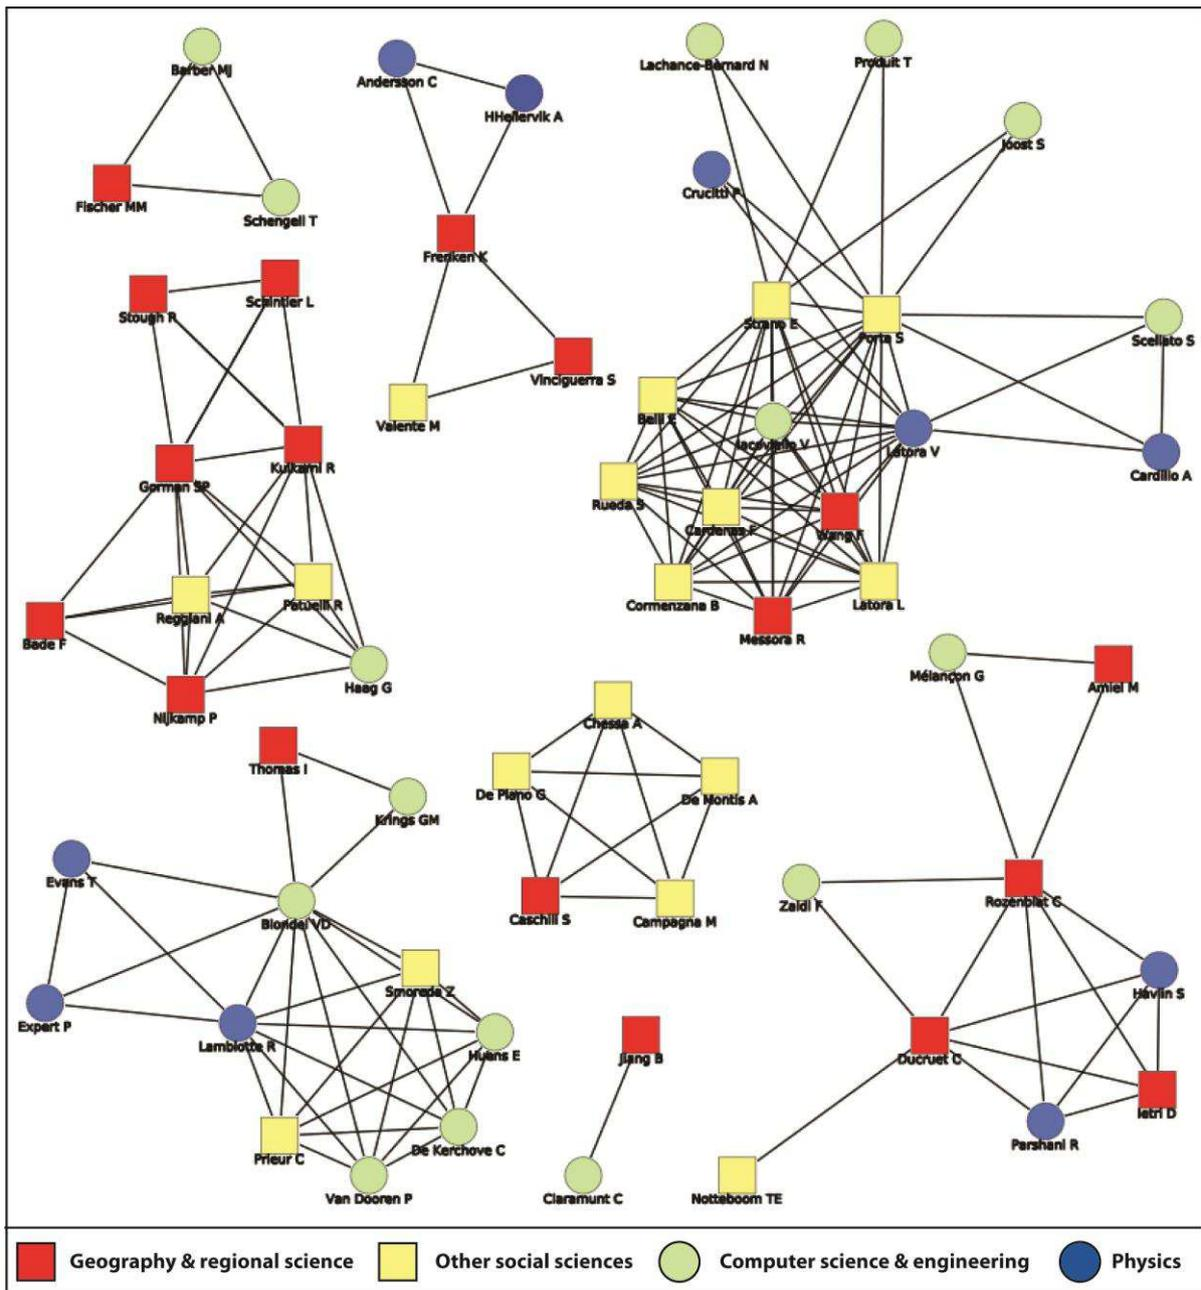 Barber MJ
Fischer MM
Schengell T
Andersson C
HHellervik A
Frenken K
Vinciguerra S
Valente M
Lachance-Bernard N
Produit T
Joost S
Crucitti P
Strano E
Porta S
Scellato S
Belli E
Iacoviello V
Latora V
Cardillo A
Rueda S
Cardenas F
Wang F
Cormenzana B
Latora L
Messora R
Stough R
Scaintler L
Gorman SP
Kulkarni R
Reggiani A
Patuelli R
Bade F
Haag G
Nijkamp P
Thomas I
Krings GM
Evans T
Blondel VD
Smoreda Z
Expert P
Lambiotte R
Huens E
Prieur C
De Kerchove C
Van Dooren P
Chessa A
De Plano G
De Montis A
Caschili S
Campagna M
Jiang B
Claramunt C
Mélançon G
Amiel M
Zaidi F
Rozenblat C
Havlin S
Ducruet C
Ietri D
Parshani R
Notteboom TE
Geography & regional science
Other social sciences
Computer science & engineering
Physics